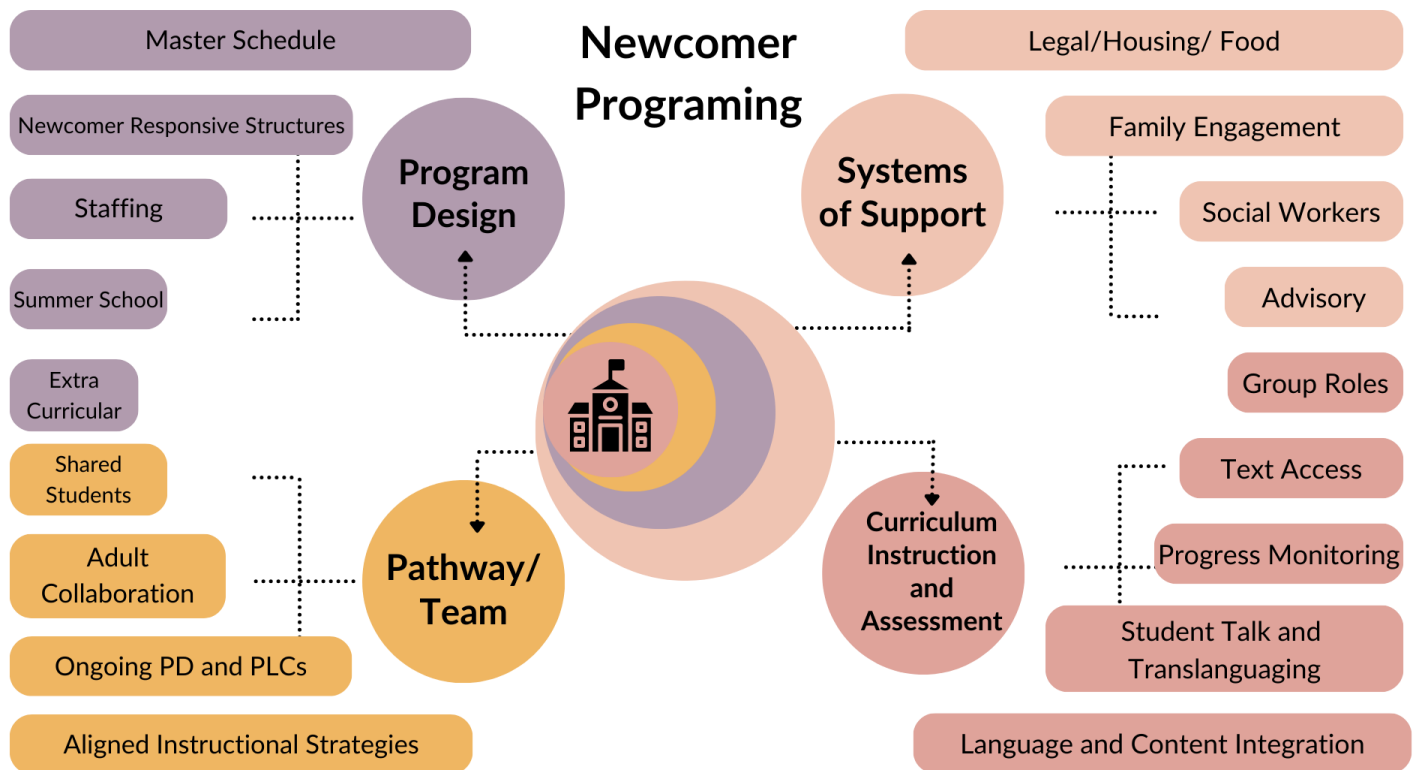 Newcomer
Programing
Master Schedule
Newcomer Responsive Structures
Staffing
Summer School
Extra
Curricular
Program
Design
Legal/Housing/ Food
Family Engagement
Social Workers
Advisory
Systems
of Support
Shared
Students
Adult
Collaboration
Ongoing PD and PLCs
Aligned Instructional Strategies
Pathway/
Team
Group Roles
Text Access
Progress Monitoring
Student Talk and
Translanguaging
Language and Content Integration
Curriculum
Instruction
and
Assessment